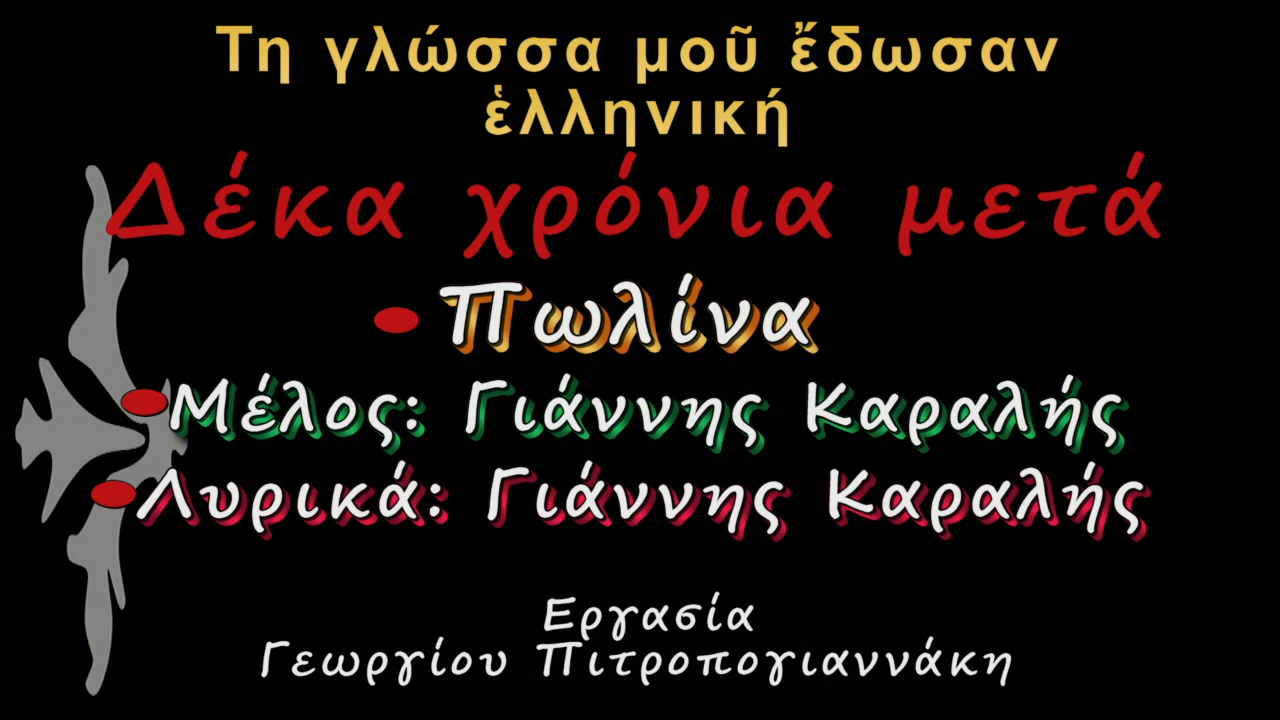 Τη γλώσσα μοῦ ἔδωσαν
ἑλληνική
Δέκα χρόνια μετά
Πωλίνα
Μέλος: Γιάννης Καραλής
Λυρικά: Γιάννης Καραλής
Εργασία
Γεωργίου Πιτροπογιαννάκη